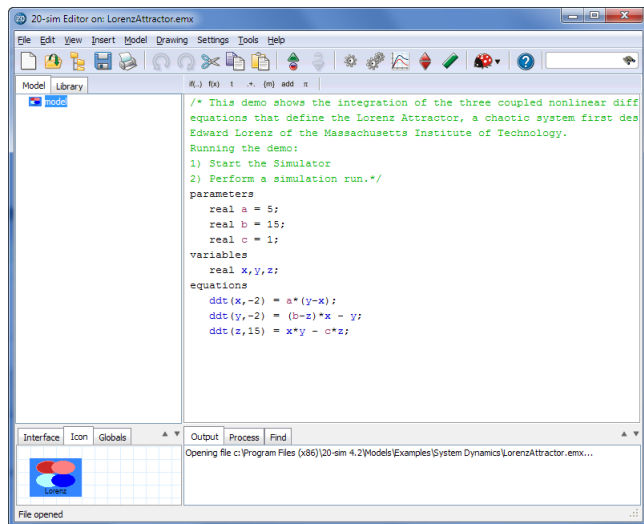 20-sim Editor on: LorenzAttractor.emx
File Edit View Insert Model Drawing Settings Tools Help
Model Library
if(..) f(x) t .+. {m} add π
model
/* This demo shows the integration of the three coupled nonlinear diff
equations that define the Lorenz Attractor, a chaotic system first des
Edward Lorenz of the Massachusetts Institute of Technology.
Running the demo:
1) Start the Simulator
2) Perform a simulation run.*/
parameters
real a = 5;
real b = 15;
real c = 1;
variables
real x,y,z;
equations
ddt(x,-2) = a*(y-x);
ddt(y,-2) = (b-z)*x - y;
ddt(z,15) = x*y - c*z;
Interface Icon Globals
Output Process Find
Opening file c:\Program Files (x86)\20-sim 4.2\Models\Examples\System Dynamics\LorenzAttractor.emx...
Lorenz
File opened